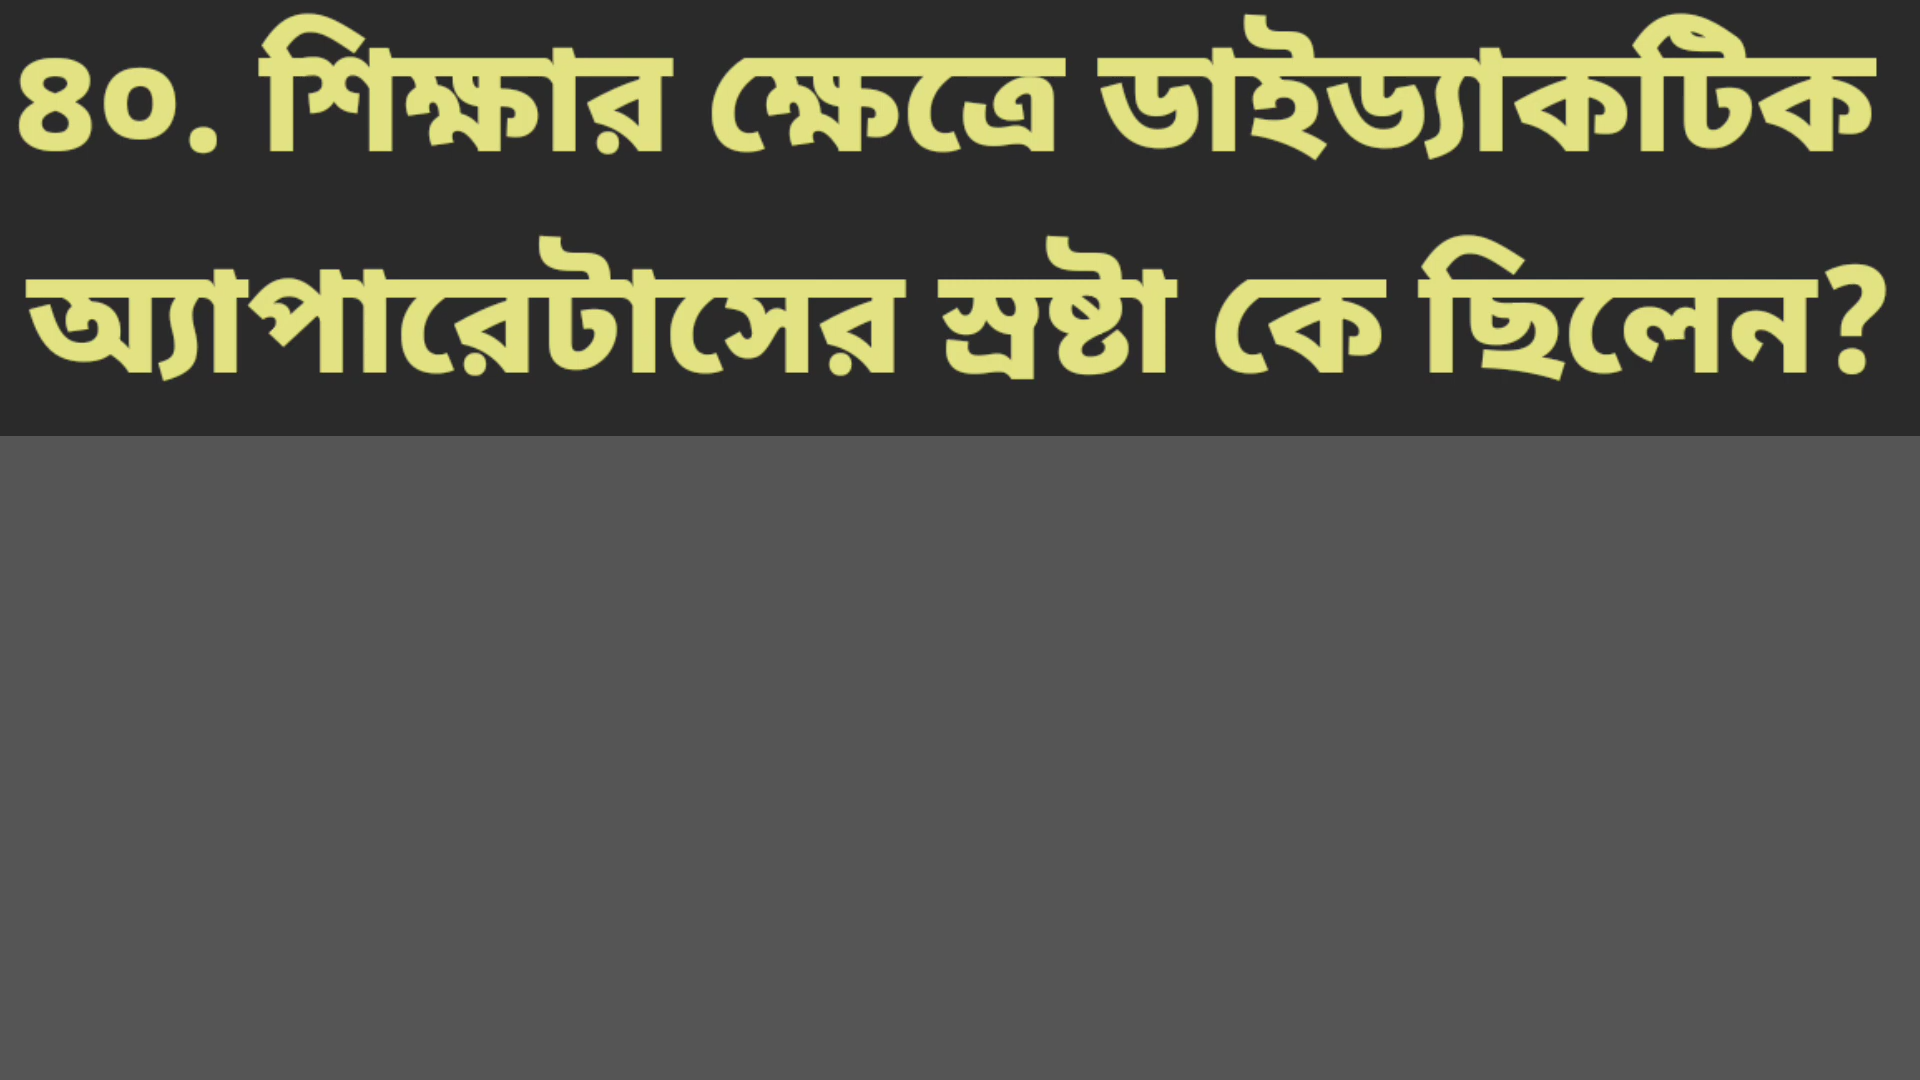 ৪০. শিক্ষার ক্ষেত্রে ডাইড্যাকটিক
অ্যাপারেটাসের স্রষ্টা কে ছিলেন?